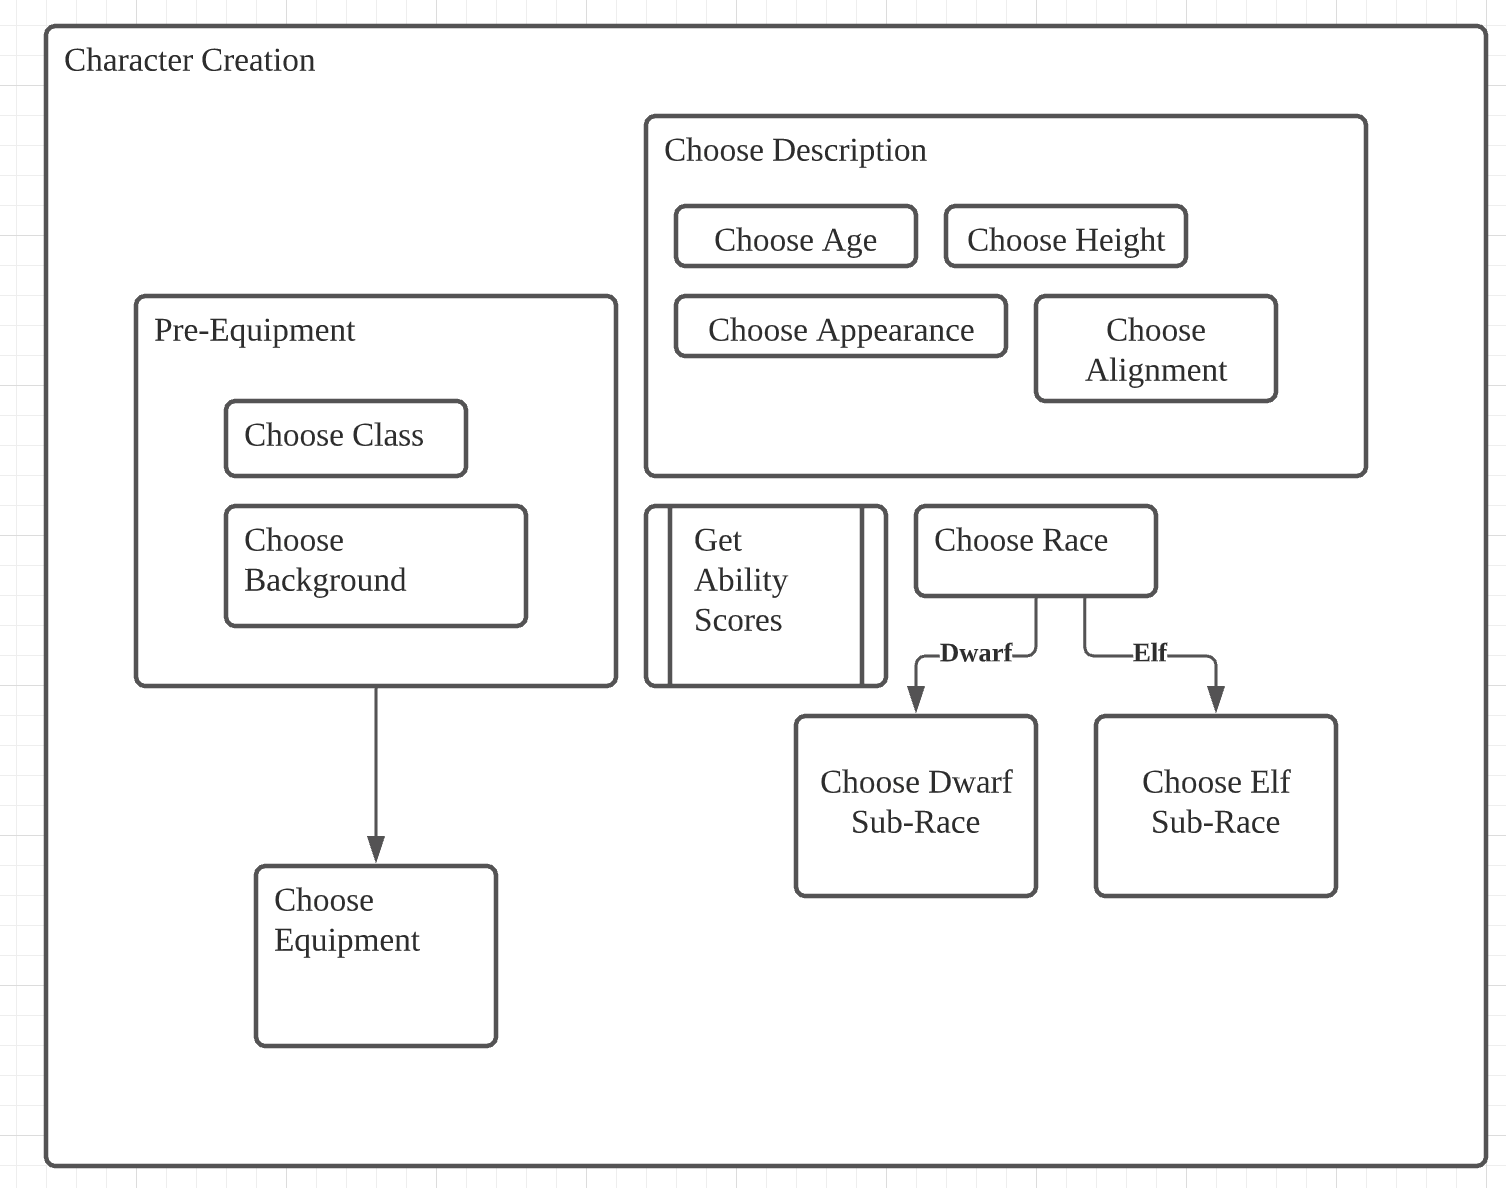 Character Creation
Choose Description
Choose Age
Choose Height
Choose Appearance
Choose
Alignment
Pre-Equipment
Choose Class
Choose
Background
Get
Ability
Scores
Choose Race
Dwarf
Elf
Choose Dwarf
Sub-Race
Choose Elf
Sub-Race
Choose
Equipment